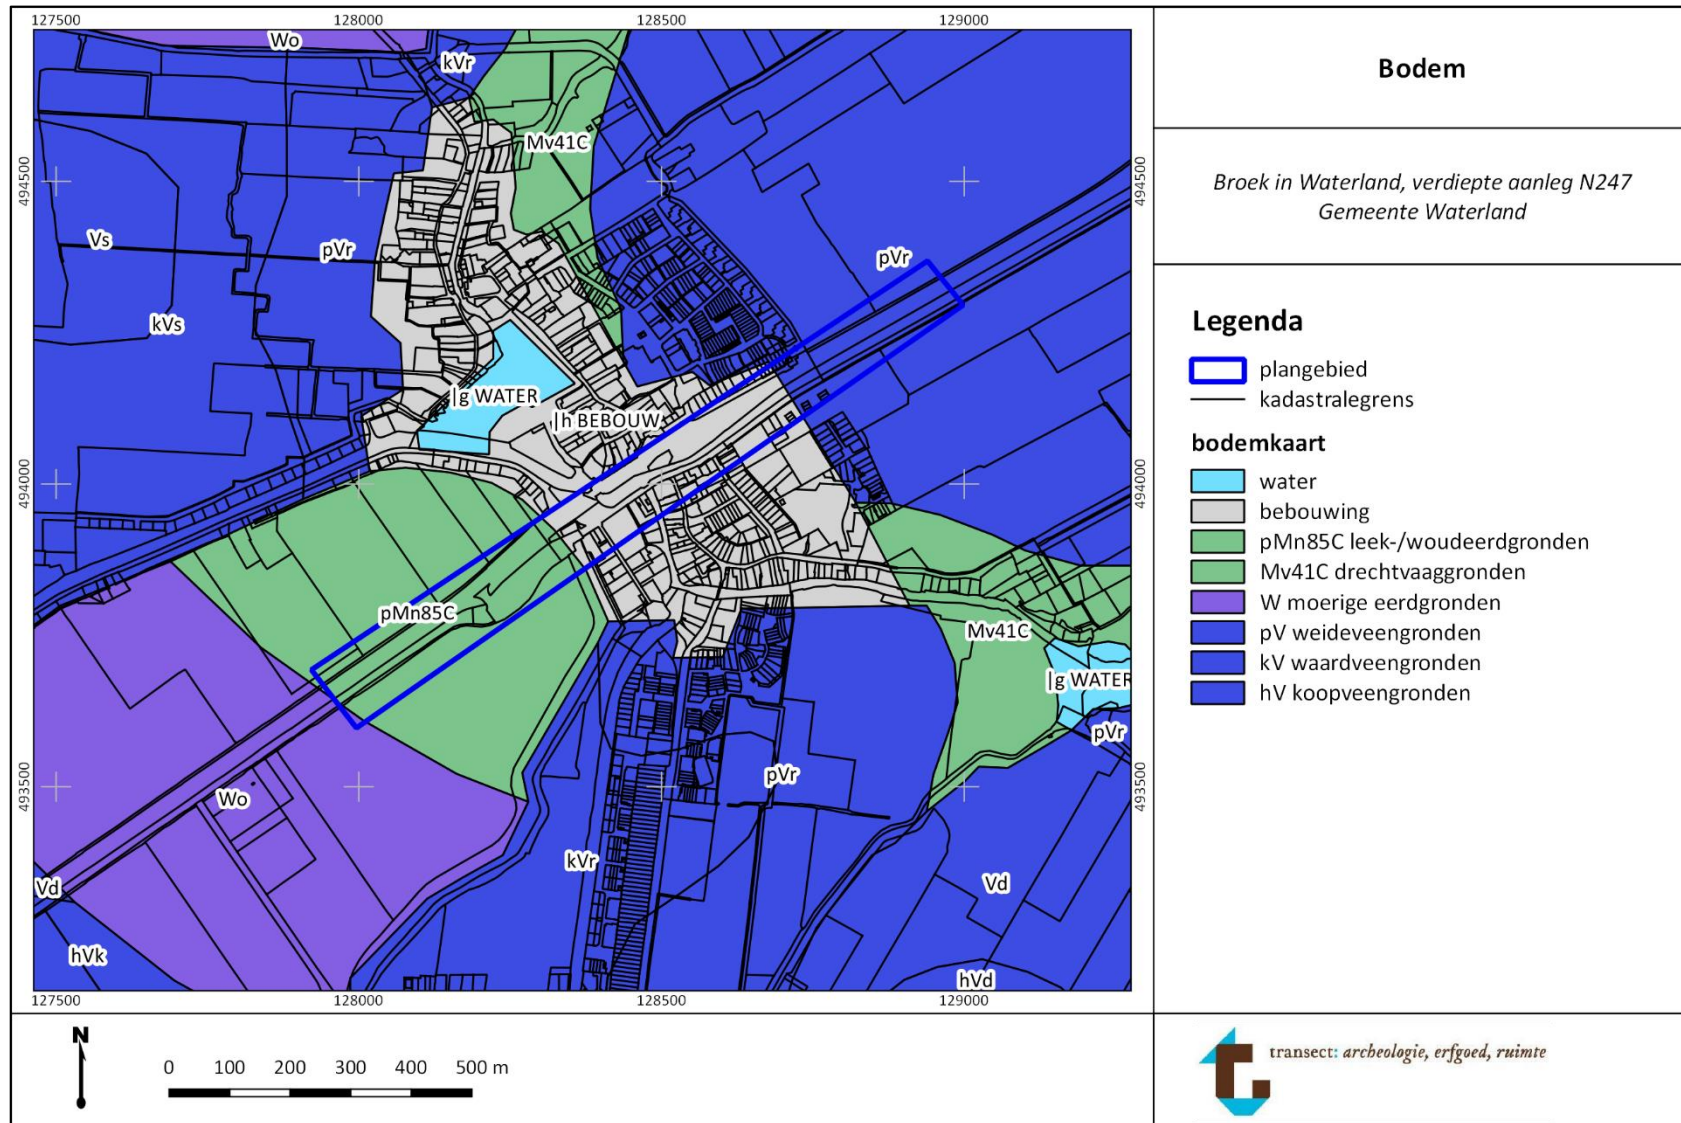 127500
128000
128500
129000
Wo
kVr
Mv41C
494500
494500
Vs
pVr
pVr
kVs
|g WATER
|h BEBOUW
494000
494000
pMn85C
Mv41C
|g WATER
pVr
493500
493500
Wo
pVr
kVr
Vd
Vd
hVk
hVd
127500
128000
128500
129000
N
0 100 200 300 400 500 m
Bodem
Broek in Waterland, verdiepte aanleg N247
Gemeente Waterland
Legenda
plangebied
kadastralegrens
bodemkaart
water
bebouwing
pMn85C leek-/woudeerdgronden
Mv41C drechtvaaggronden
W moerige eerdgronden
pV weideveengronden
kV waardveengronden
hV koopveengronden
transect: archeologie, erfgoed, ruimte